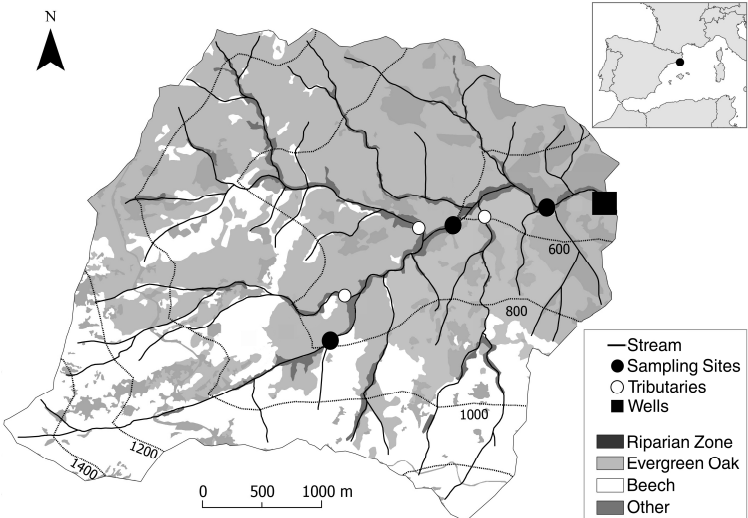 N
600
800
1000
1200
1400
0 500 1000 m
Stream
Sampling Sites
Tributaries
Wells
Riparian Zone
Evergreen Oak
Beech
Other